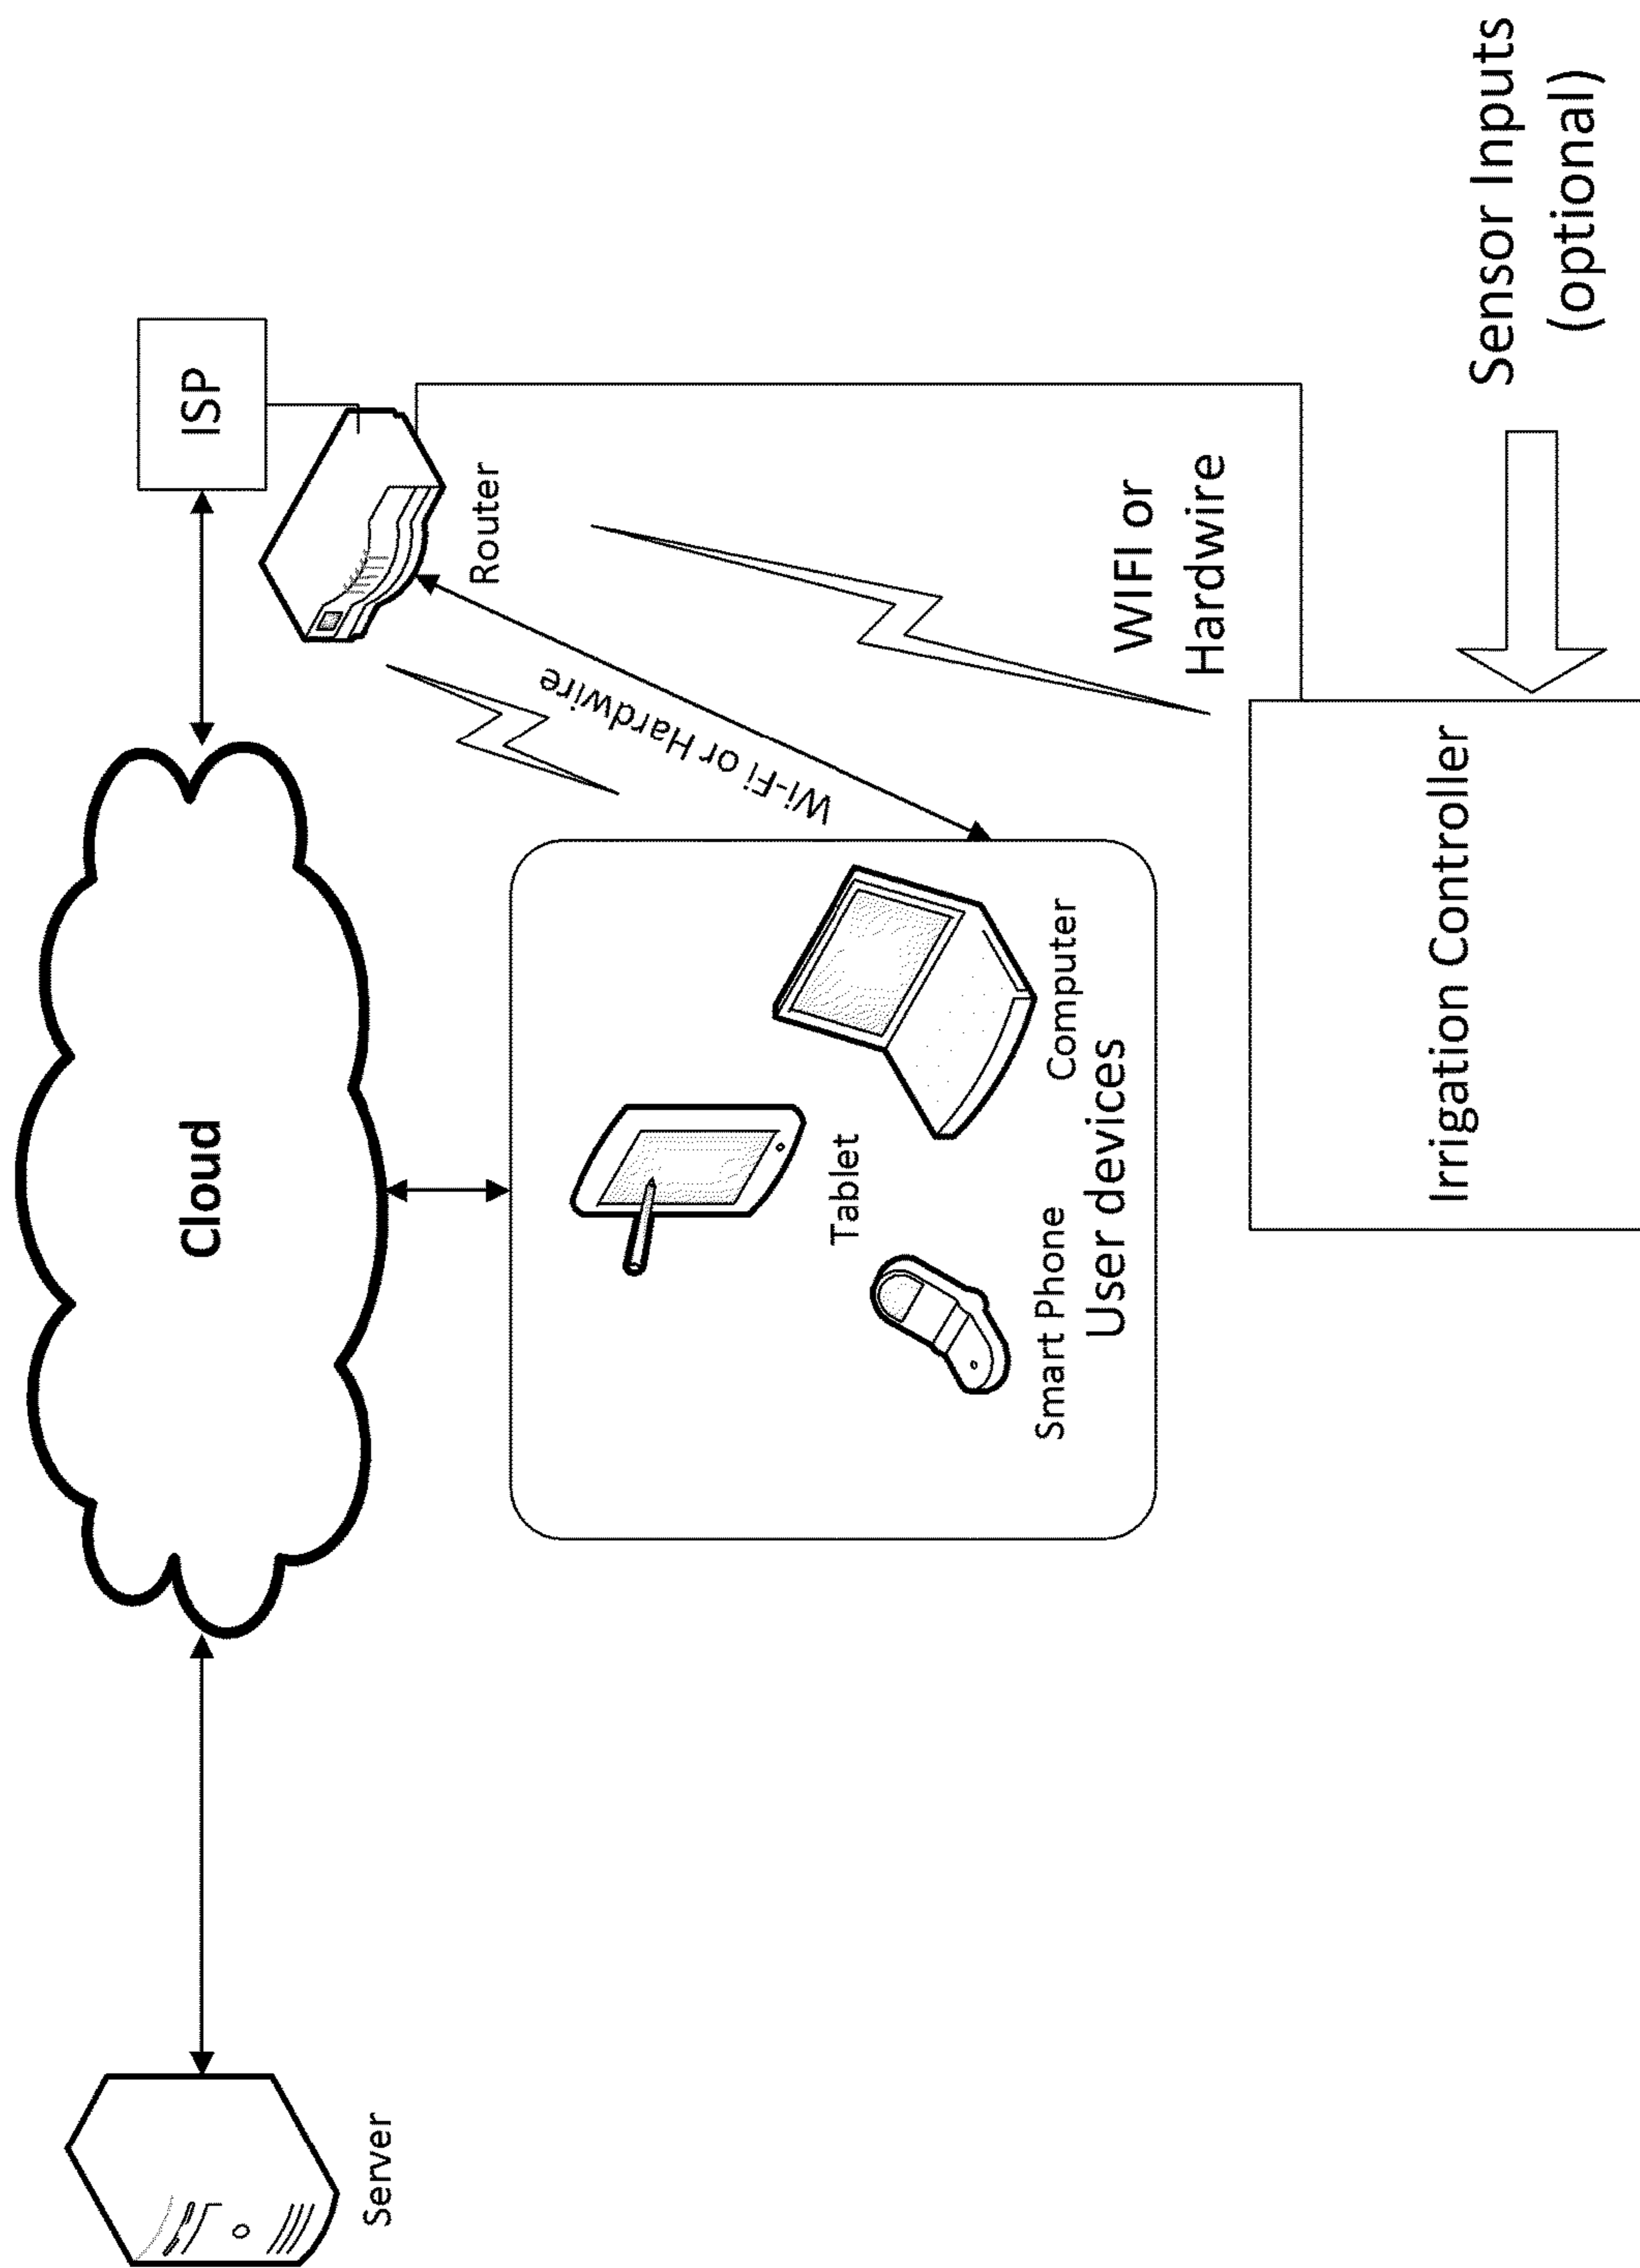 Server
Cloud
ISP
Router
Wi-Fi or Hardwire
Tablet
Smart Phone
Computer
User devices
WIFI or
Hardwire
Irrigation Controller
Sensor Inputs
(optional)